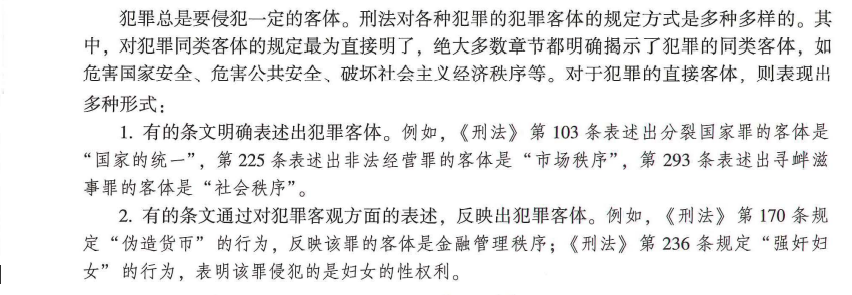 犯罪总是要侵犯一定的客体。刑法对各种犯罪的犯罪客体的规定方式是多种多样的。其
中，对犯罪同类客体的规定最为直接明了，绝大多数章节都明确揭示了犯罪的同类客体，如
危害国家安全、危害公共安全、破坏社会主义经济秩序等。对于犯罪的直接客体，则表现出
多种形式：
1. 有的条文明确表述出犯罪客体。例如，《刑法》第 103 条表述出分裂国家罪的客体是
“国家的统一”，第 225 条表述出非法经营罪的客体是“市场秩序”，第 293 条表述出寻衅滋
事罪的客体是“社会秩序”。
2. 有的条文通过对犯罪客观方面的表述，反映出犯罪客体。例如，《刑法》第 170 条规
定“伪造货币”的行为，反映该罪的客体是金融管理秩序；《刑法》第 236 条规定“强奸妇
女”的行为，表明该罪侵犯的是妇女的性权利。